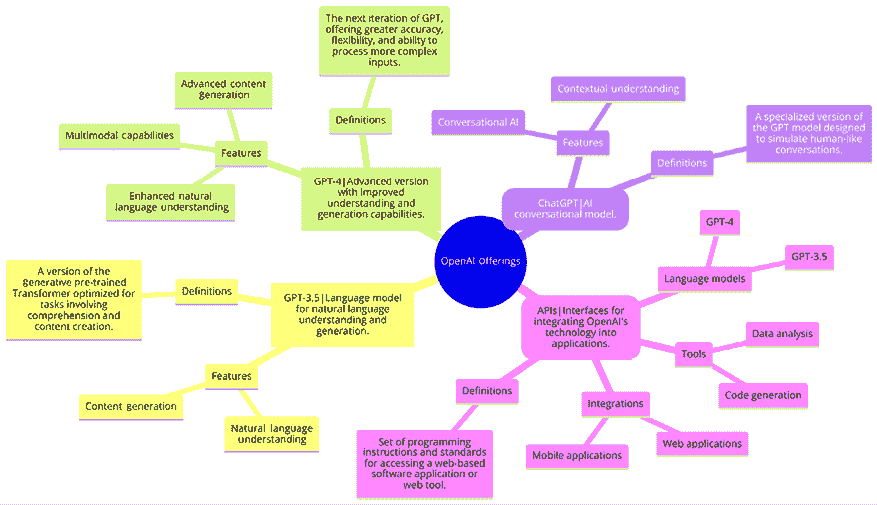 The next iteration of GPT,
offering greater accuracy,
flexibility, and ability to
process more complex
inputs.
Advanced content
generation
Multimodal capabilities
Features
Definitions
Enhanced natural
language understanding
GPT-4|Advanced version
with improved
understanding and
generation capabilities.
Contextual understanding
Conversational AI
Features
Definitions
A specialized version of
the GPT model designed
to simulate human-like
conversations.
ChatGPT|AI
conversational model.
OpenAI Offerings
A version of the
generative pre-trained
Transformer optimized for
tasks involving
comprehension and
content creation.
Definitions
GPT-3.5|Language model
for natural language
understanding and
generation.
Features
Content generation
Natural language
understanding
GPT-4
GPT-3.5
Language models
APIs|Interfaces for
integrating OpenAI's
technology into
applications.
Data analysis
Tools
Code generation
Definitions
Integrations
Set of programming
instructions and standards
for accessing a web-based
software application or
web tool.
Mobile applications
Web applications